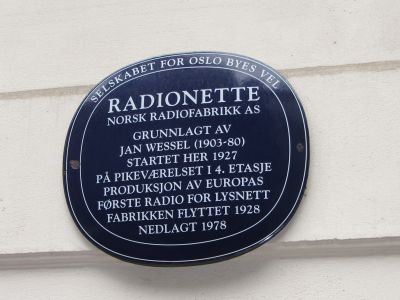 SELSKABET FOR OSLO BYES VEL
RADIONETTE
NORSK RADIOFABRIKK AS
GRUNNLAGT AV
JAN WESSEL (1903-80)
STARTET HER 1927
PÅ PIKEVÆRELSET I 4. ETASJE
PRODUKSJON AV EUROPAS
FØRSTE RADIO FOR LYSNETT
FABRIKKEN FLYTTET 1928
NEDLAGT 1978